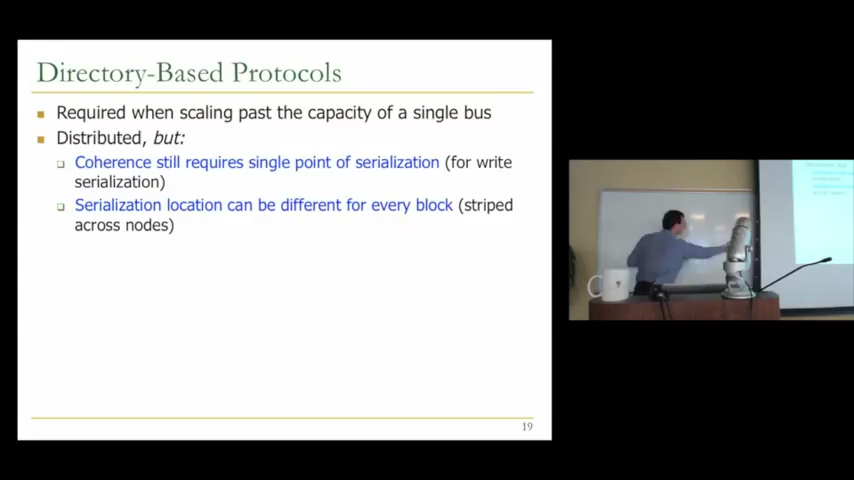 Directory-Based Protocols
Required when scaling past the capacity of a single bus
Distributed, but:
Coherence still requires single point of serialization (for write
serialization)
Serialization location can be different for every block (striped
across nodes)
19